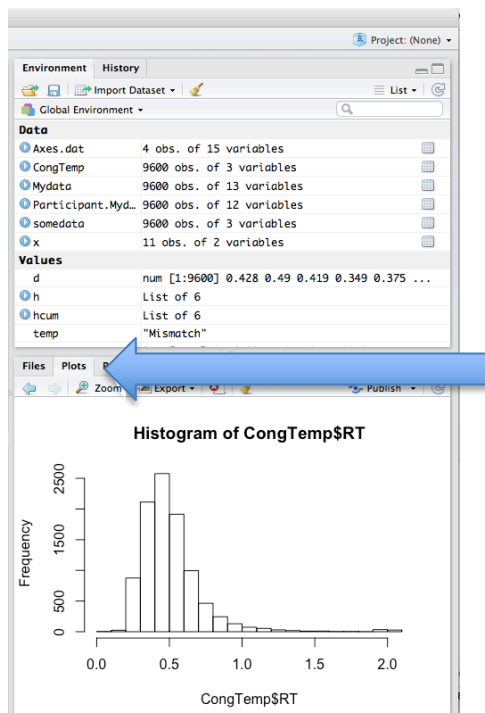 Project: (None)
Environment History
Import Dataset List
Global Environment
Data
Axes.dat 4 obs. of 15 variables
CongTemp 9600 obs. of 3 variables
Mydata 9600 obs. of 13 variables
Participant.Myd… 9600 obs. of 12 variables
somedata 9600 obs. of 3 variables
x 11 obs. of 2 variables
Values
d num [1:9600] 0.428 0.49 0.419 0.349 0.375 ...
h List of 6
hcum List of 6
temp "Mismatch"
Files Plots
Zoom Export Publish
Histogram of CongTemp$RT
Frequency
2500
1500
500
0
0.0 0.5 1.0 1.5 2.0
CongTemp$RT